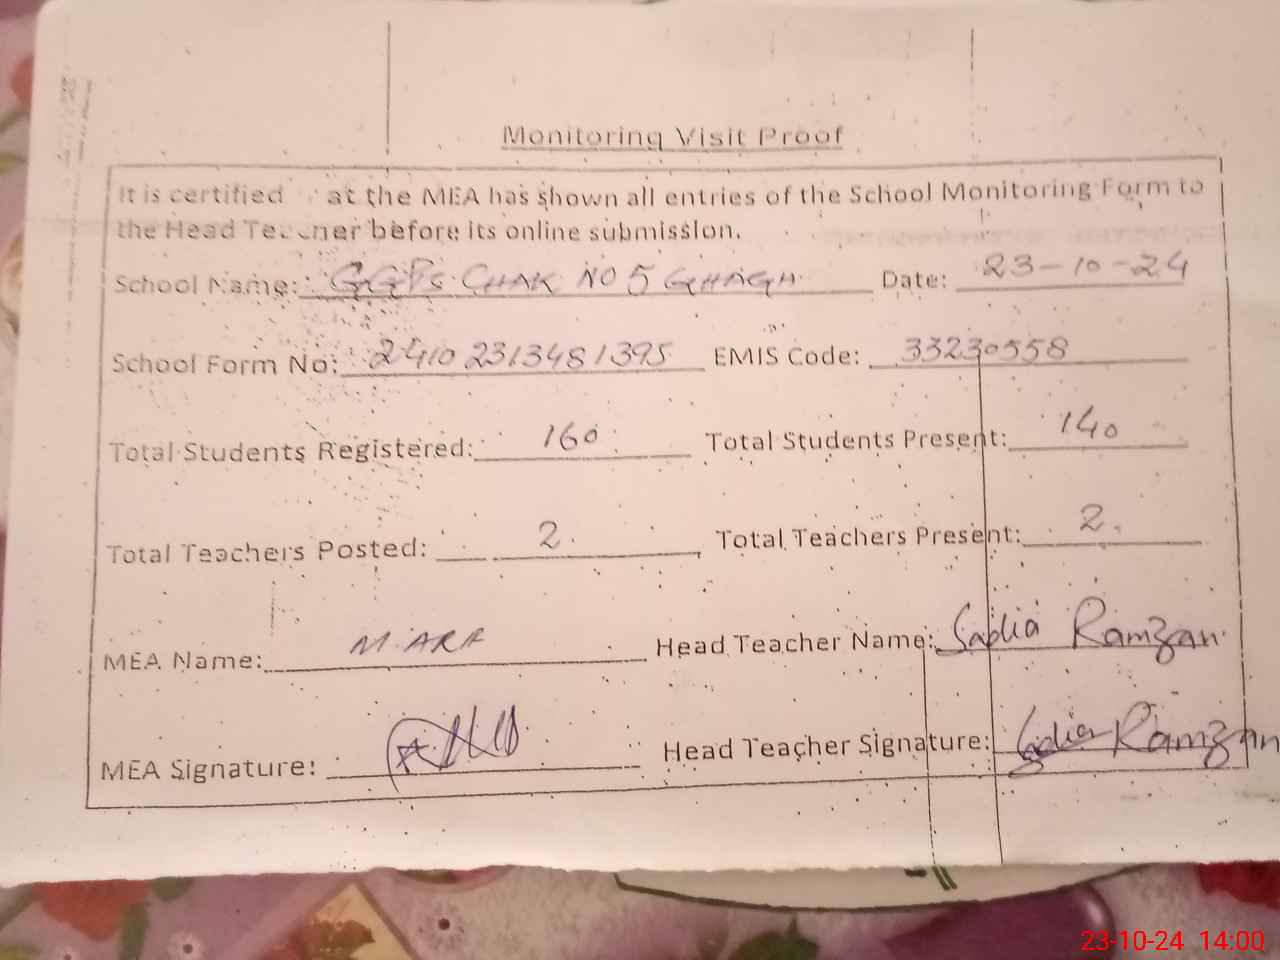 Monitoring Visit Proof
It is certified at the MEA has shown all entries of the School Monitoring Form to
the Head Teacher before its online submission.
School Name: GGPS CHAK NO 5 GHAGH Date: 23-10-24
School Form No: 24102313481395 EMIS Code: 33230558
Total Students Registered: 160 Total Students Present: 140
Total Teachers Posted: 2. Total Teachers Present: 2.
MEA Name: M. ARF Head Teacher Name: Sadia Ramzan
MEA Signature: Head Teacher Signature: Sadia Ramzan
23-10-24 14:00